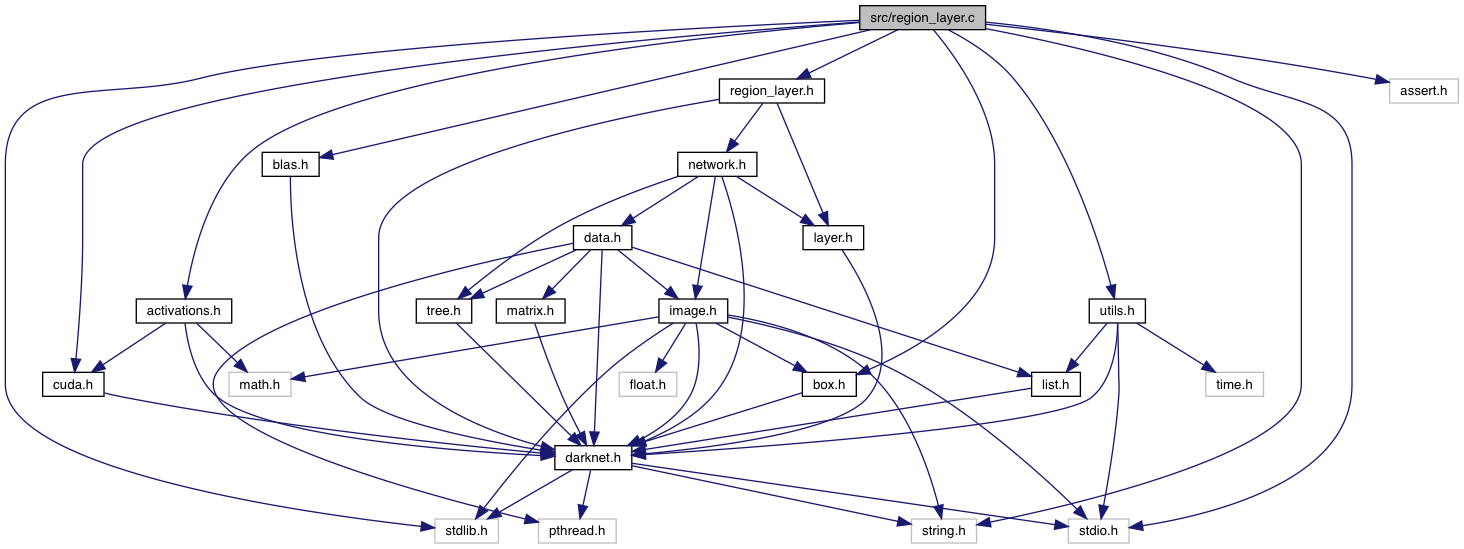 src/region_layer.c
region_layer.h
assert.h
blas.h
network.h
data.h
layer.h
activations.h
tree.h
matrix.h
image.h
utils.h
cuda.h
math.h
float.h
box.h
list.h
time.h
darknet.h
stdlib.h
pthread.h
string.h
stdio.h